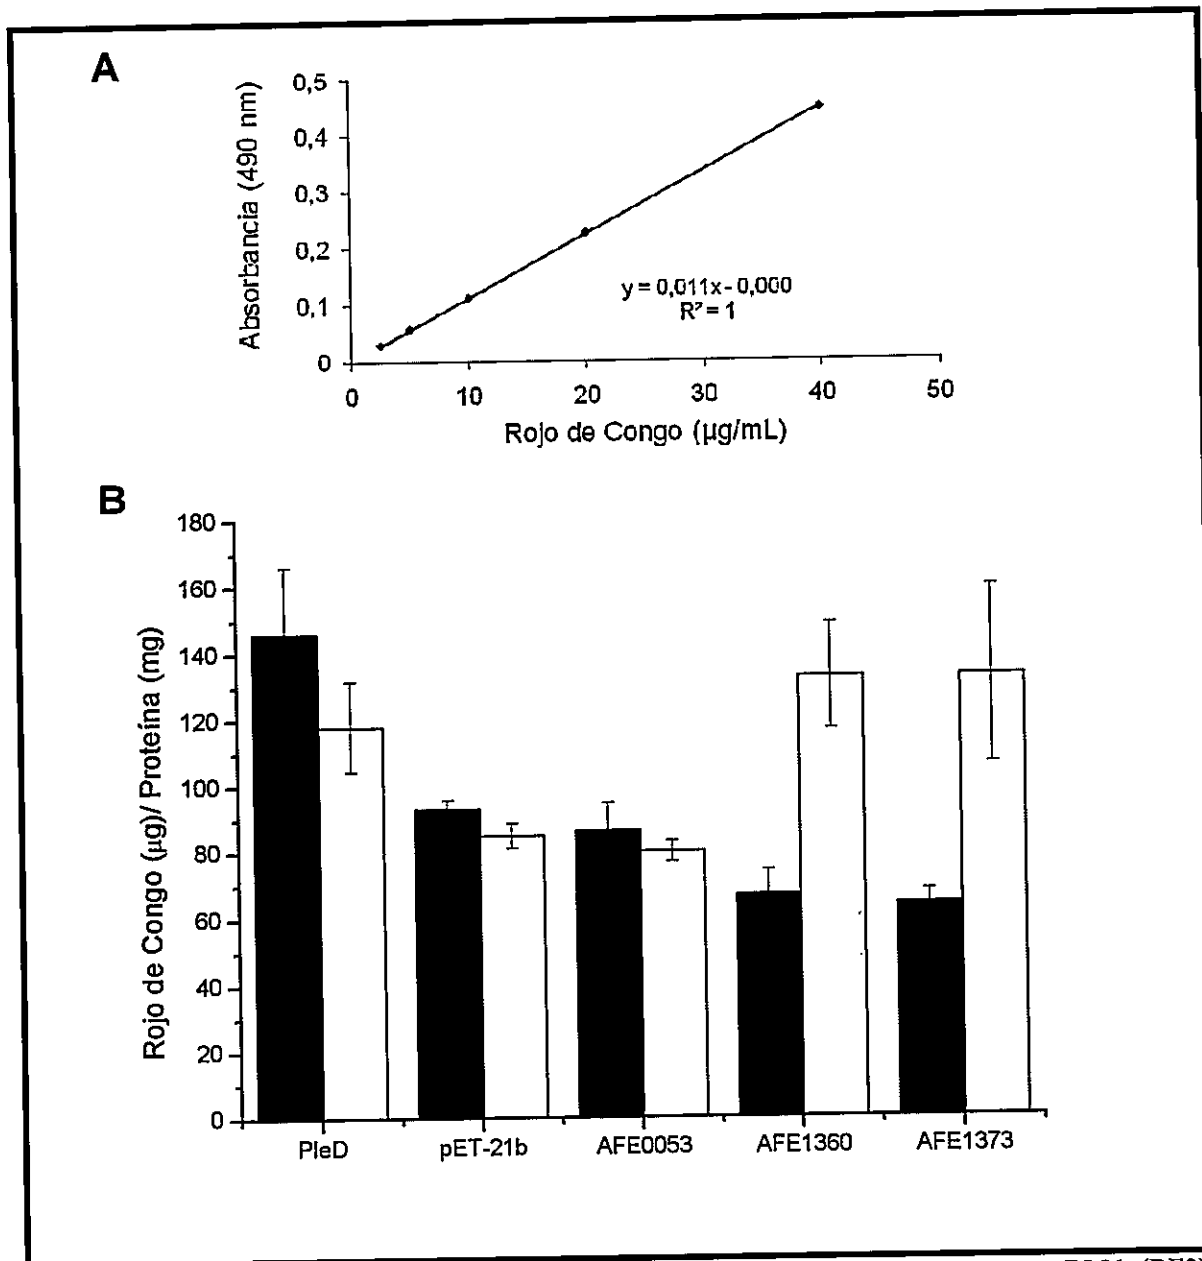 A
Absorbancia (490 nm)
0,5
0,4
0,3
0,2
0,1
0
y = 0,011x - 0,000
R² = 1
0 10 20 30 40 50
Rojo de Congo (µg/mL)
B
Rojo de Congo (µg)/ Proteína (mg)
180
160
140
120
100
80
60
40
20
0
PleD pET-21b AFE0053 AFE1360 AFE1373